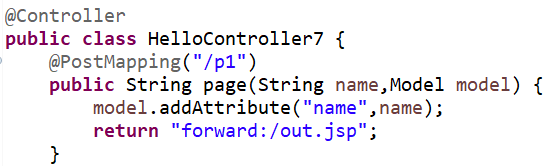 @Controller
public class HelloController7 {
    @PostMapping("/p1")
    public String page(String name,Model model) {
        model.addAttribute("name",name);
        return "forward:/out.jsp";
    }